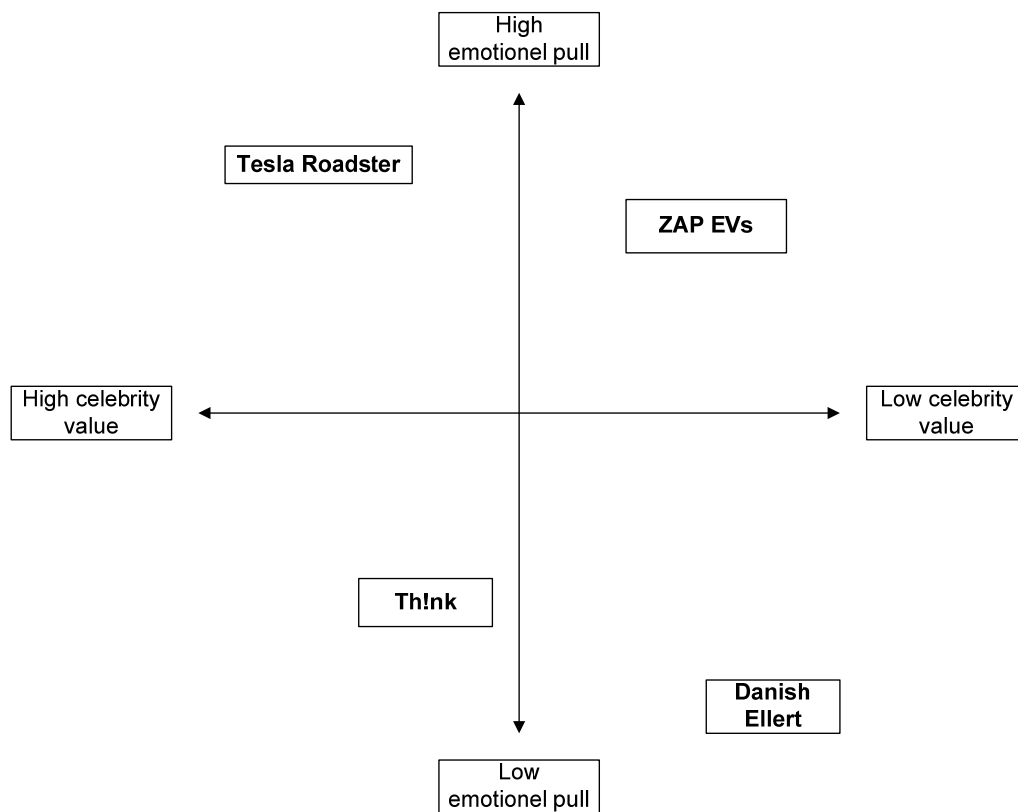 High
emotionel pull
Tesla Roadster
ZAP EVs
High celebrity
value
Low celebrity
value
Th!nk
Danish
Ellert
Low
emotionel pull